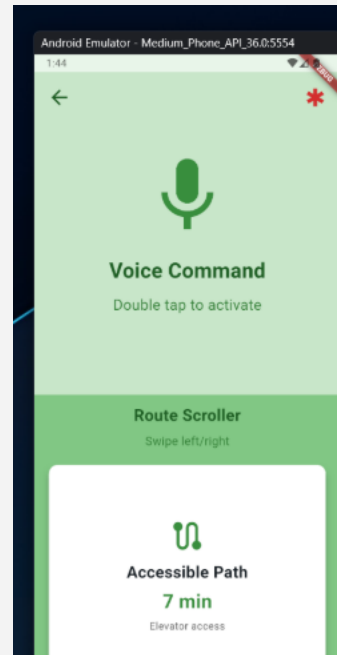 Android Emulator - Medium_Phone_API_36.0:5554
1:44
DEBUG
Voice Command
Double tap to activate
Route Scroller
Swipe left/right
Accessible Path
7 min
Elevator access